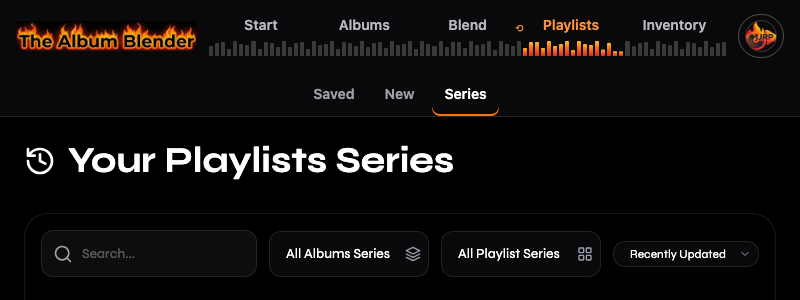 The Album Blender
Start
Albums
Blend
Playlists
Inventory
Saved
New
Series
Your Playlists Series
Search...
All Albums Series
All Playlist Series
Recently Updated